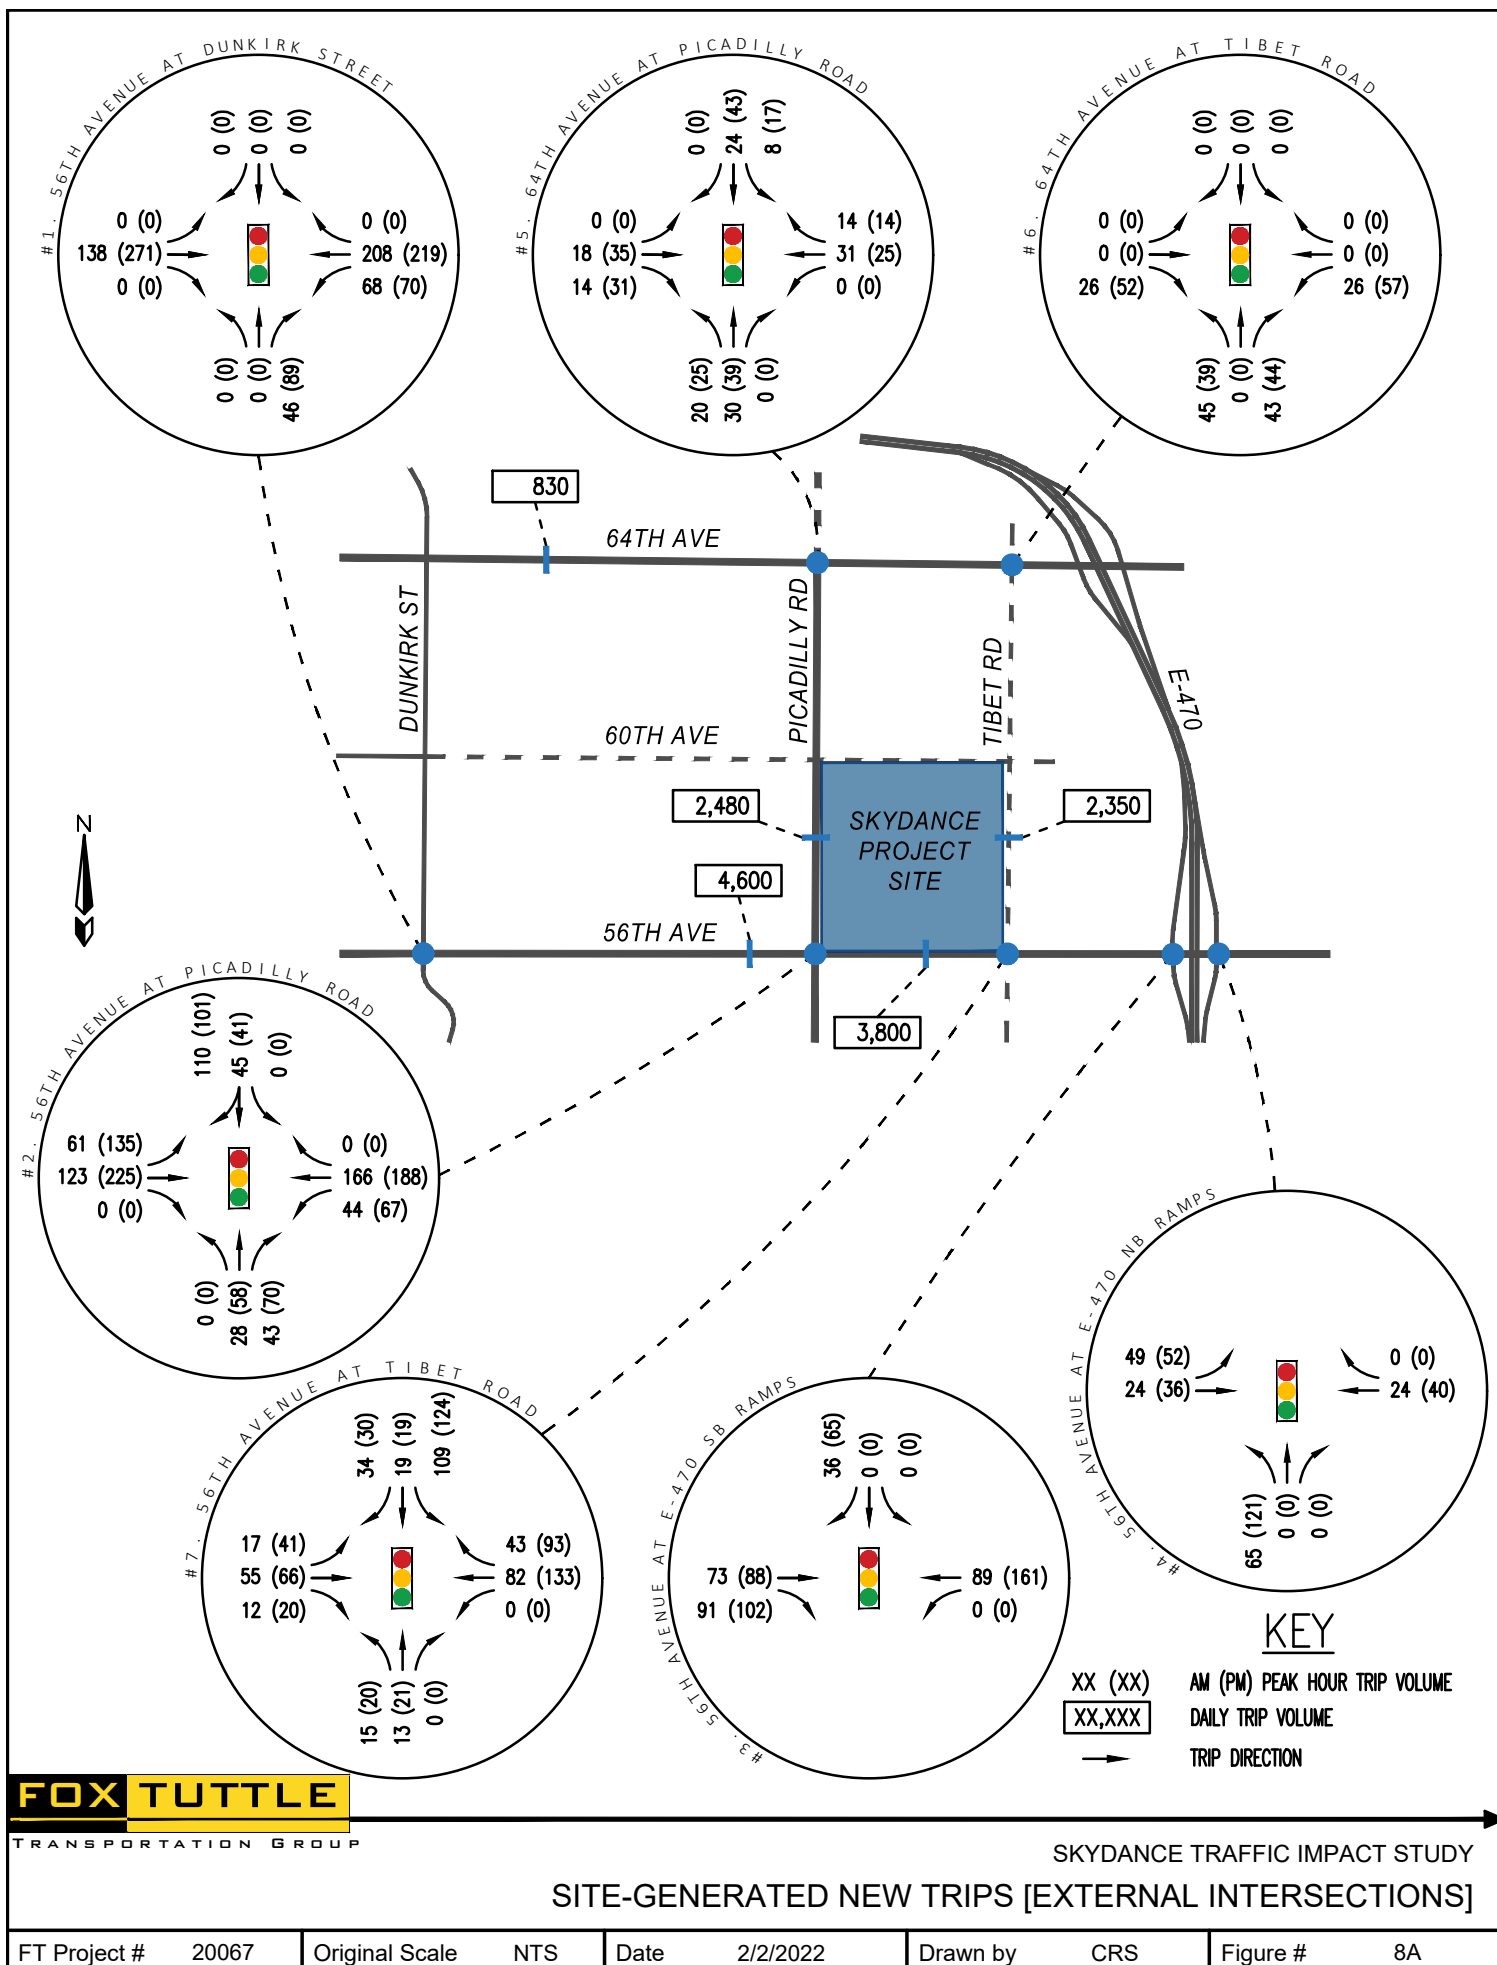 #1. 56TH AVENUE AT DUNKIRK STREET
0 (0)
0 (0)
0 (0)
0 (0)
138 (271)
0 (0)
0 (0)
208 (219)
68 (70)
0 (0)
0 (0)
46 (89)
#5. 64TH AVENUE AT PICADILLY ROAD
0 (0)
24 (43)
8 (17)
0 (0)
18 (35)
14 (31)
14 (14)
31 (25)
0 (0)
20 (25)
30 (39)
0 (0)
#6. 64TH AVENUE AT TIBET ROAD
0 (0)
0 (0)
0 (0)
0 (0)
0 (0)
26 (52)
0 (0)
0 (0)
26 (57)
45 (39)
0 (0)
43 (44)
830
64TH AVE
DUNKIRK ST
PICADILLY RD
TIBET RD
E-470
60TH AVE
2,480
SKYDANCE
PROJECT
SITE
2,350
4,600
56TH AVE
3,800
N
#2. 56TH AVENUE AT PICADILLY ROAD
110 (101)
45 (41)
0 (0)
61 (135)
123 (225)
0 (0)
0 (0)
166 (188)
44 (67)
0 (0)
28 (58)
43 (70)
#7. 56TH AVENUE AT TIBET ROAD
34 (30)
19 (19)
109 (124)
17 (41)
55 (66)
12 (20)
43 (93)
82 (133)
0 (0)
15 (20)
13 (21)
0 (0)
#3. 56TH AVENUE AT E-470 SB RAMPS
36 (65)
0 (0)
0 (0)
73 (88)
91 (102)
89 (161)
0 (0)
#4. 56TH AVENUE AT E-470 NB RAMPS
49 (52)
24 (36)
0 (0)
24 (40)
65 (121)
0 (0)
0 (0)
KEY
XX (XX) AM (PM) PEAK HOUR TRIP VOLUME
XX,XXX DAILY TRIP VOLUME
TRIP DIRECTION
FOX TUTTLE
TRANSPORTATION GROUP
SKYDANCE TRAFFIC IMPACT STUDY
SITE-GENERATED NEW TRIPS [EXTERNAL INTERSECTIONS]
FT Project # 20067 Original Scale NTS Date 2/2/2022 Drawn by CRS Figure # 8A